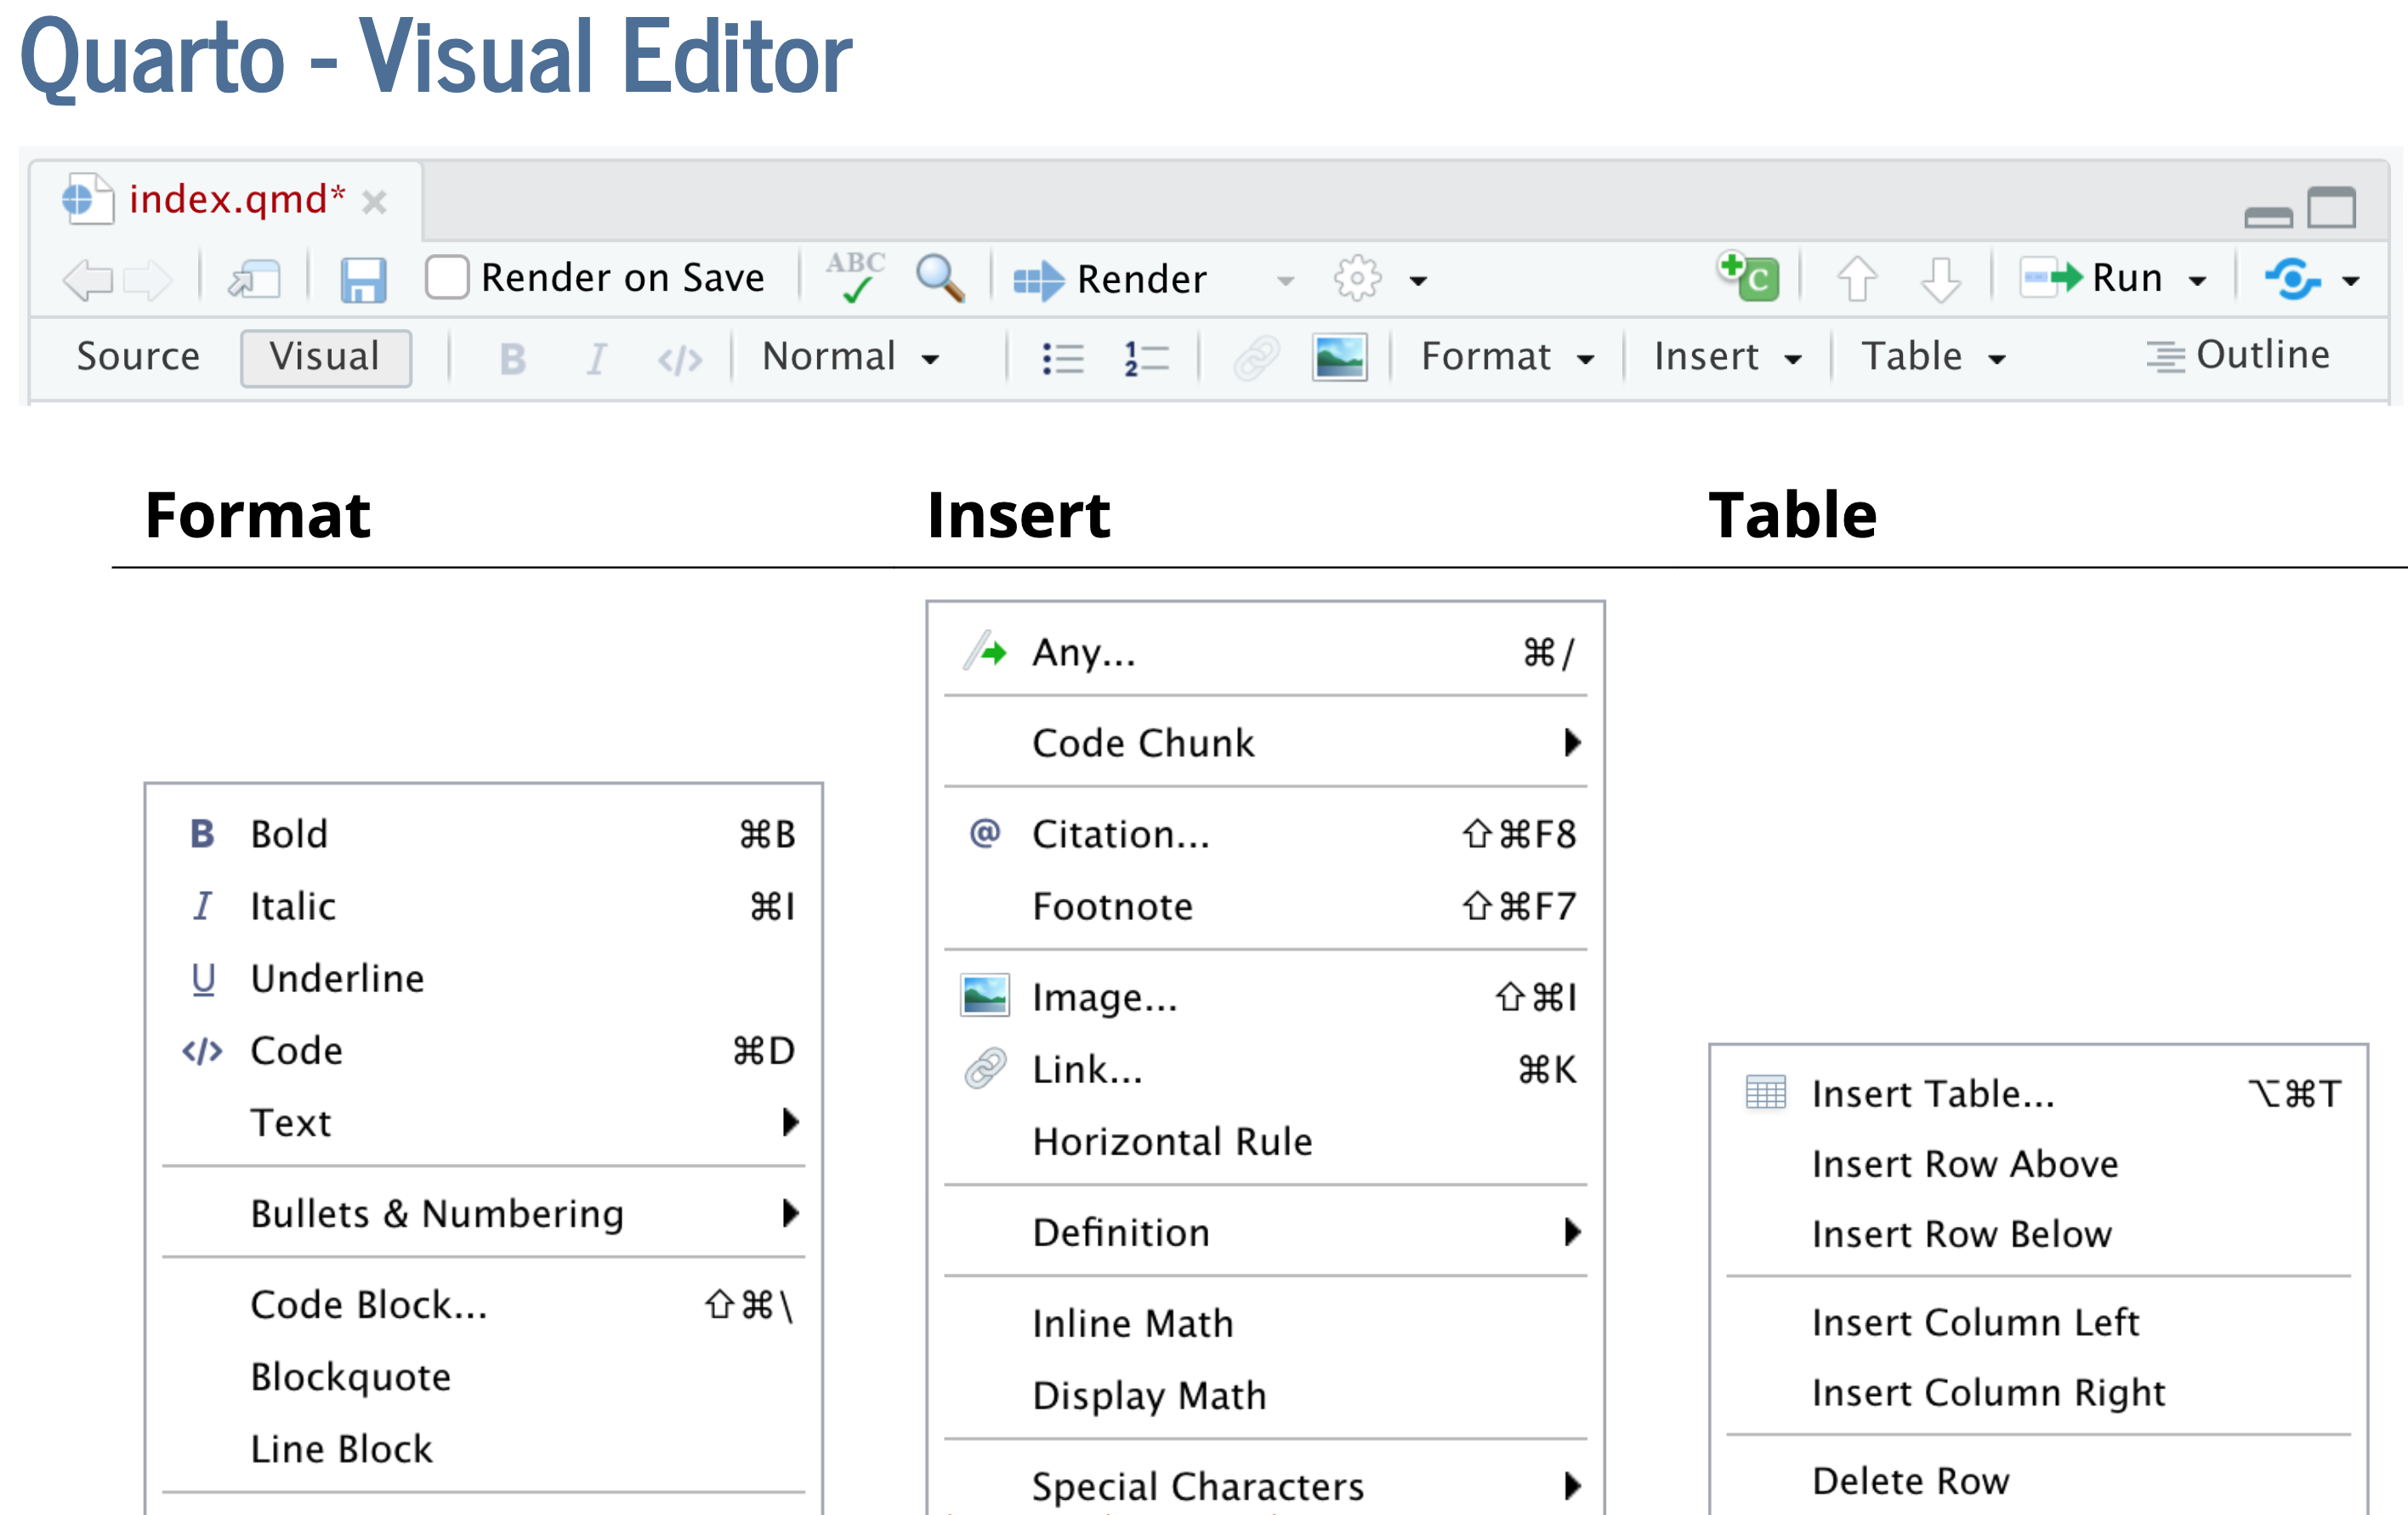 Quarto - Visual Editor
index.qmd*
Render on Save ABC Render C Run
Source Visual B I </> Normal 1 2 Format Insert Table Outline
Format
B Bold ⌘B
I Italic ⌘I
U Underline
</> Code ⌘D
Text
Bullets & Numbering
Code Block... ⇧⌘\
Blockquote
Line Block
Insert
Any... ⌘/
Code Chunk
@ Citation... ⇧⌘F8
Footnote ⇧⌘F7
Image... ⇧⌘I
Link... ⌘K
Horizontal Rule
Definition
Inline Math
Display Math
Special Characters
Table
Insert Table... ⌥⌘T
Insert Row Above
Insert Row Below
Insert Column Left
Insert Column Right
Delete Row